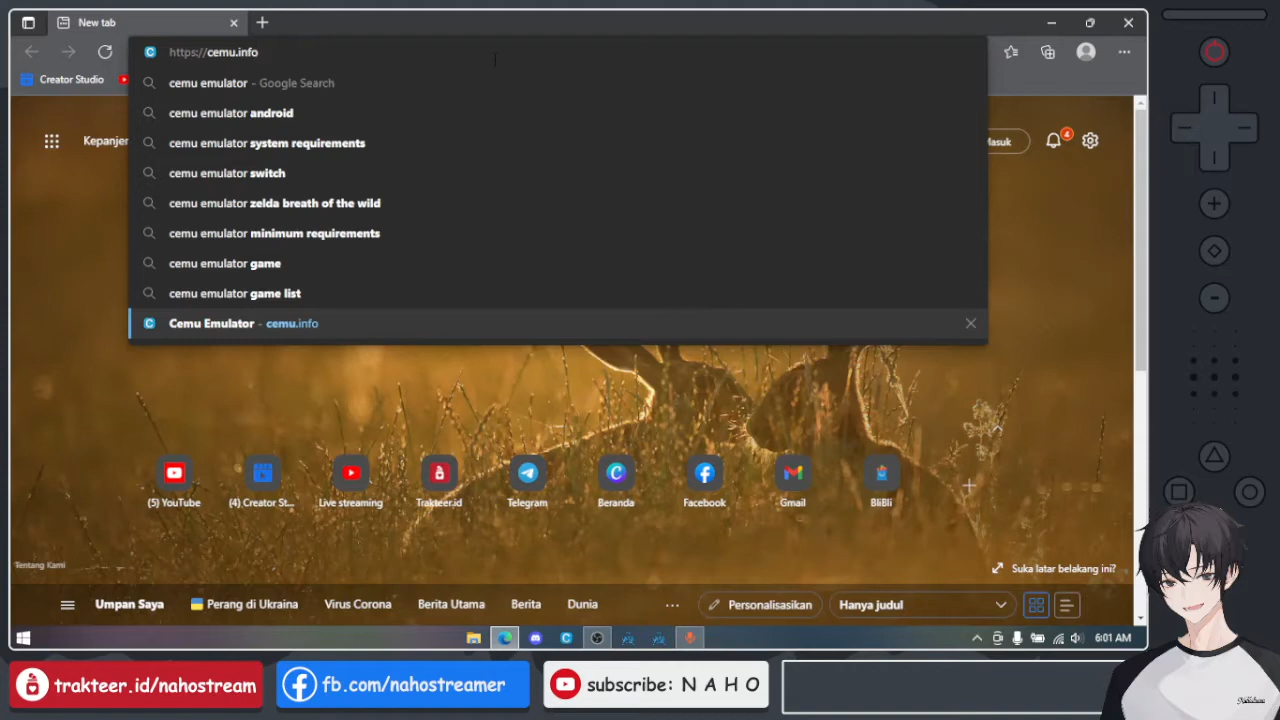 New tab
https://cemu.info
cemu emulator - Google Search
Creator Studio
cemu emulator android
Kepanjen
cemu emulator system requirements
asuk
4
cemu emulator switch
cemu emulator zelda breath of the wild
cemu emulator minimum requirements
cemu emulator game
cemu emulator game list
Cemu Emulator - cemu.info
(5) YouTube
(4) Creator St...
Live streaming
Trakteer.id
Telegram
Beranda
Facebook
Gmail
BliBli
Tentang Kami
Suka latar belakang ini?
Umpan Saya
Perang di Ukraina
Virus Corona
Berita Utama
Berita
Dunia
Personalisasikan
Hanya judul
6:01 AM
trakteer.id/nahostream
fb.com/nahostreamer
subscribe: N A H O